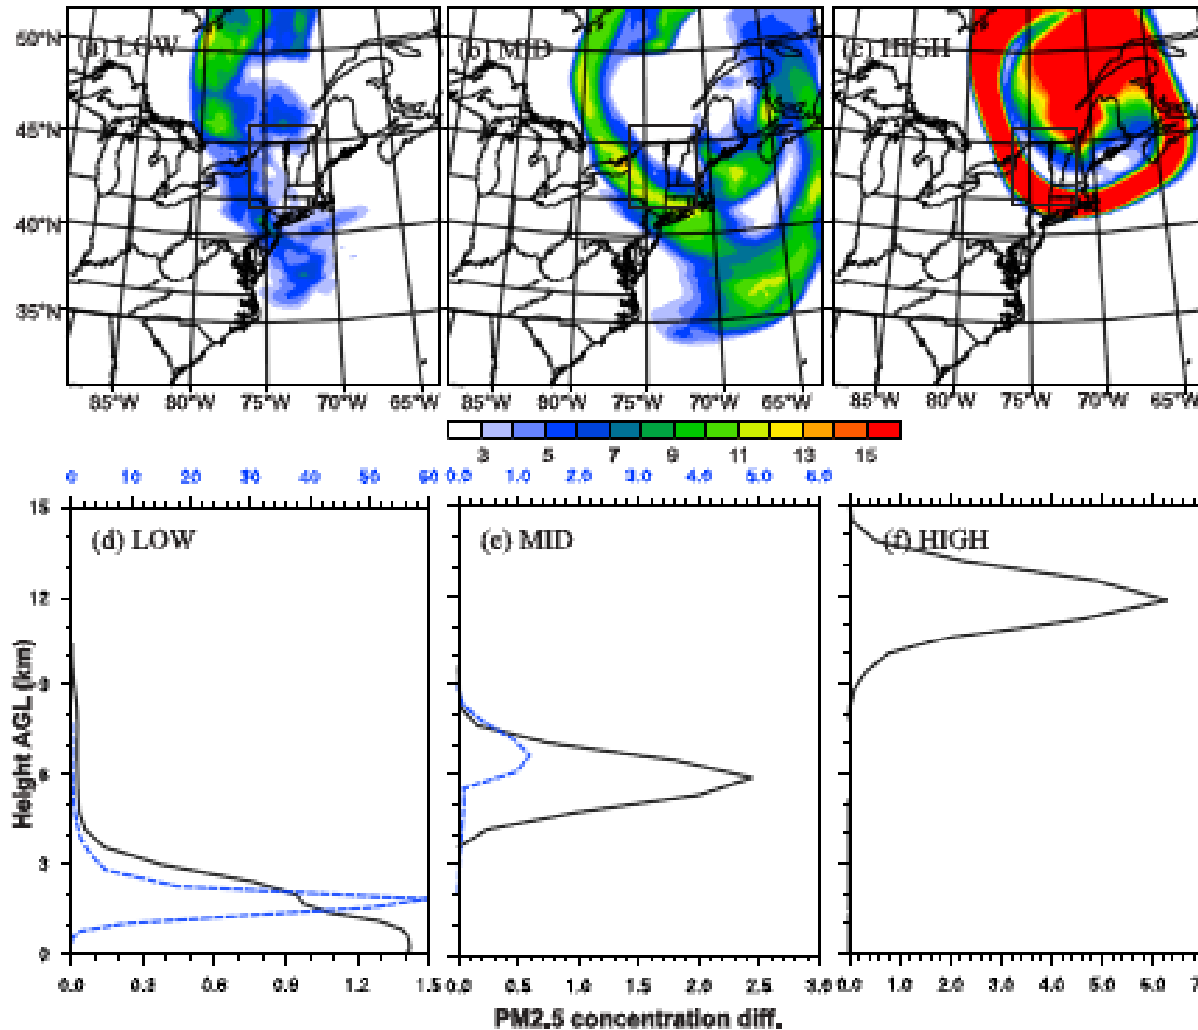 (a) LOW (b) MID (c) HIGH
50°N
45°N
40°N
35°N
85°W 80°W 75°W 70°W 65°W 85°W 80°W 75°W 70°W 65°W 80°W 75°W 70°W 65°W
3 5 7 9 11 13 15
0 10 20 30 40 50 60 0.0 1.0 2.0 3.0 4.0 5.0 6.0
15
(d) LOW (e) MID (f) HIGH
12
9
Height AGL (km)
6
3
0
0.0 0.3 0.6 0.9 1.2 1.5 0.0 0.5 1.0 1.5 2.0 2.5 3.0 0.0 1.0 2.0 3.0 4.0 5.0 6.0
PM2.5 concentration diff.